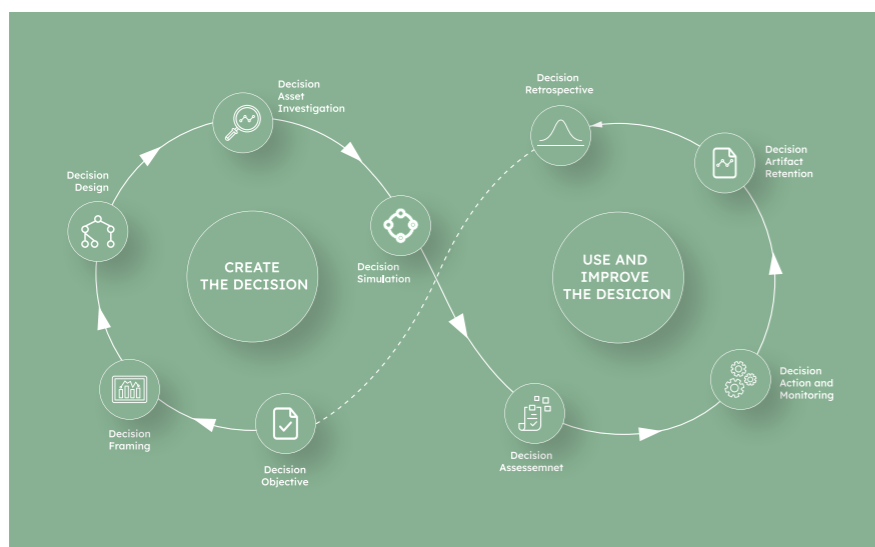 Decision
Asset
Investigation
Decision
Design
CREATE
THE DECISION
Decision
Simulation
Decision
Framing
Decision
Objective
Decision
Retrospective
Decision
Artifact
Retention
USE AND
IMPROVE
THE DESICION
Decision
Action and
Monitoring
Decision
Assessemnet